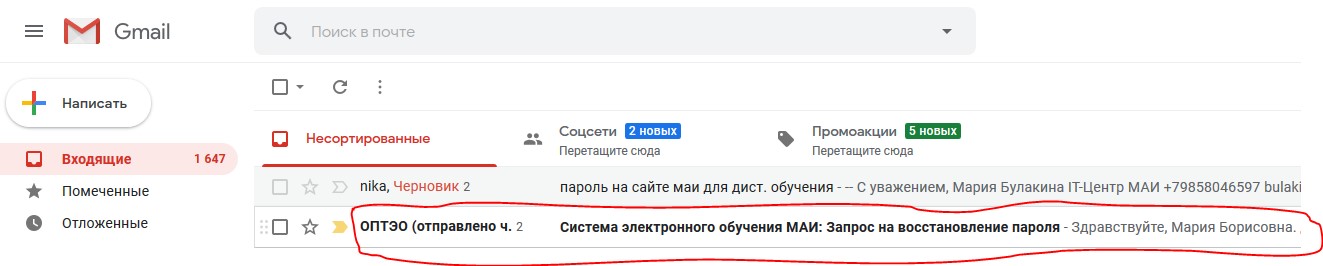 Gmail
Поиск в почте
Написать
Несортированные
Соцсети 2 новых
Перетащите сюда
Промоакции 5 новых
Перетащите сюда
Входящие 1 647
Помеченные
Отложенные
nika, Черновик 2 пароль на сайте маи для дист. обучения - -- С уважением, Мария Булакина IT-Центр МАИ +79858046597 bulaki
ОПТЭО (отправлено ч. 2 Система электронного обучения МАИ: Запрос на восстановление пароля - Здравствуйте, Мария Борисовна.